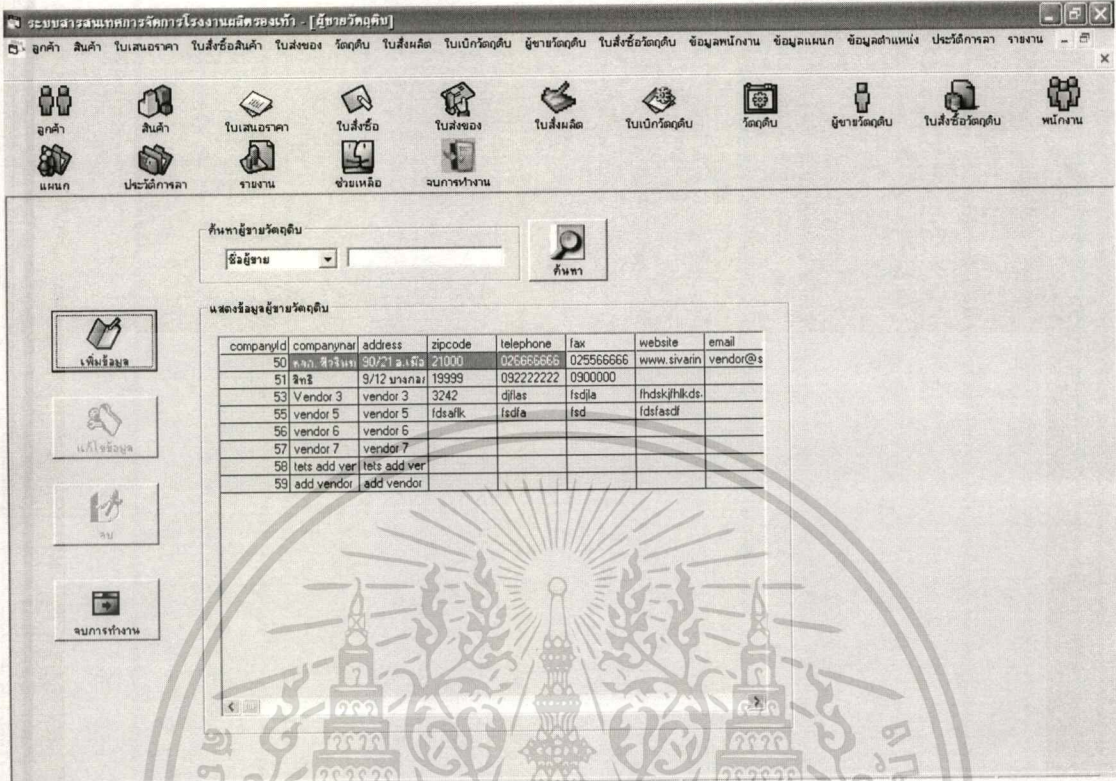 ระบบสารสนเทศการจัดการโรงงานผลิตรองเท้า - [ผู้ขายวัตถุดิบ]
ลูกค้า สินค้า ใบเสนอราคา ใบสั่งซื้อสินค้า ใบส่งของ วัตถุดิบ ใบสั่งผลิต ใบเบิกวัตถุดิบ ผู้ขายวัตถุดิบ ใบสั่งซื้อวัตถุดิบ ข้อมูลพนักงาน ข้อมูลแผนก ข้อมูลตำแหน่ง ประวัติการลา รายงาน
ลูกค้า สินค้า ใบเสนอราคา ใบสั่งซื้อ ใบส่งของ ใบสั่งผลิต ใบเบิกวัตถุดิบ วัตถุดิบ ผู้ขายวัตถุดิบ ใบสั่งซื้อวัตถุดิบ พนักงาน
แผนก ประวัติการลา รายงาน ช่วยเหลือ จบการทำงาน
ค้นหาผู้ขายวัตถุดิบ
ชื่อผู้ขาย
ค้นหา
เพิ่มข้อมูล
แก้ไขข้อมูล
ลบ
จบการทำงาน
แสดงข้อมูลผู้ขายวัตถุดิบ
companyId companynar address zipcode telephone fax website email
50 90/21 อ.เมือ 21000 026666666 025566666 www.sivarin vendor@s
51 สิทธิ 9/12 19999 092222222 0900000
53 Vendor 3 vendor 3 3242 djflas fsdjla fhdskjfhlkds.
55 vendor 5 vendor 5 fdsaflk fsdfa fsd fdsfasdf
56 vendor 6 vendor 6
57 vendor 7 vendor 7
58 tets add ver tets add ver
59 add vendor add vendor